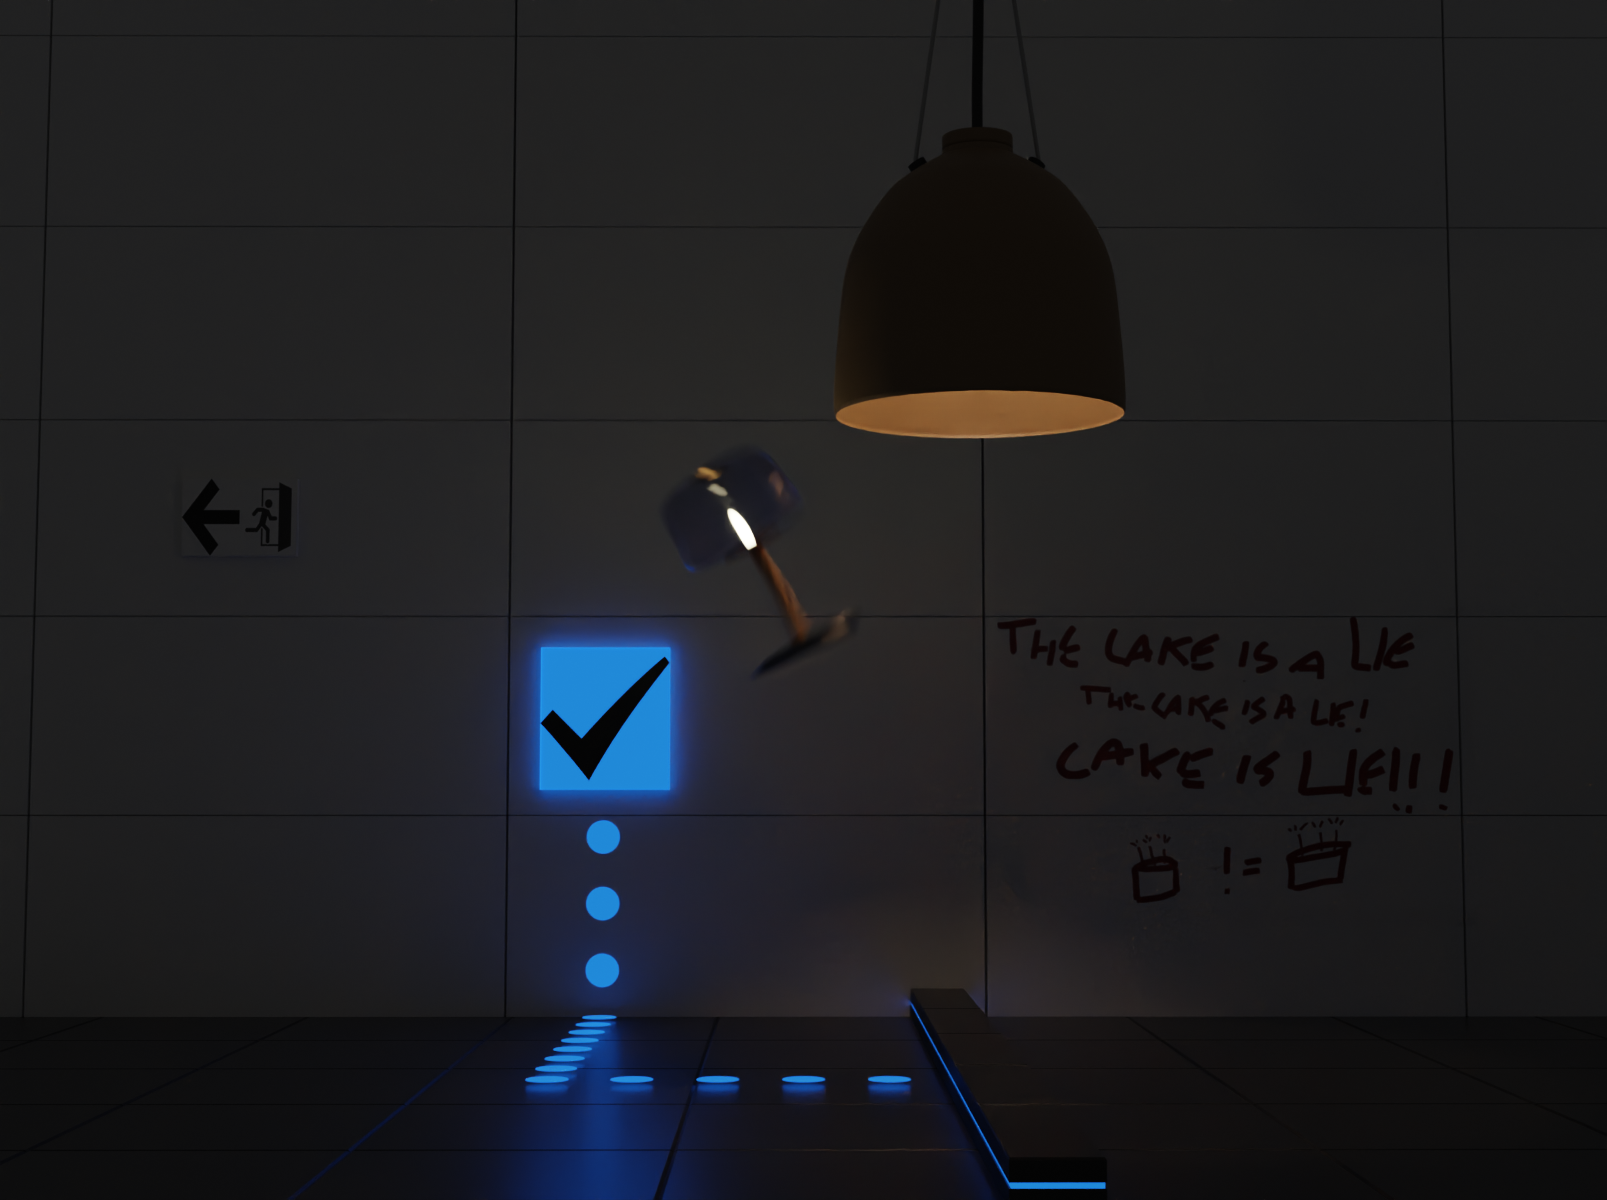 THE CAKE IS A LIE
THE CAKE IS A LIE!
CAKE IS LIE!!!
!=